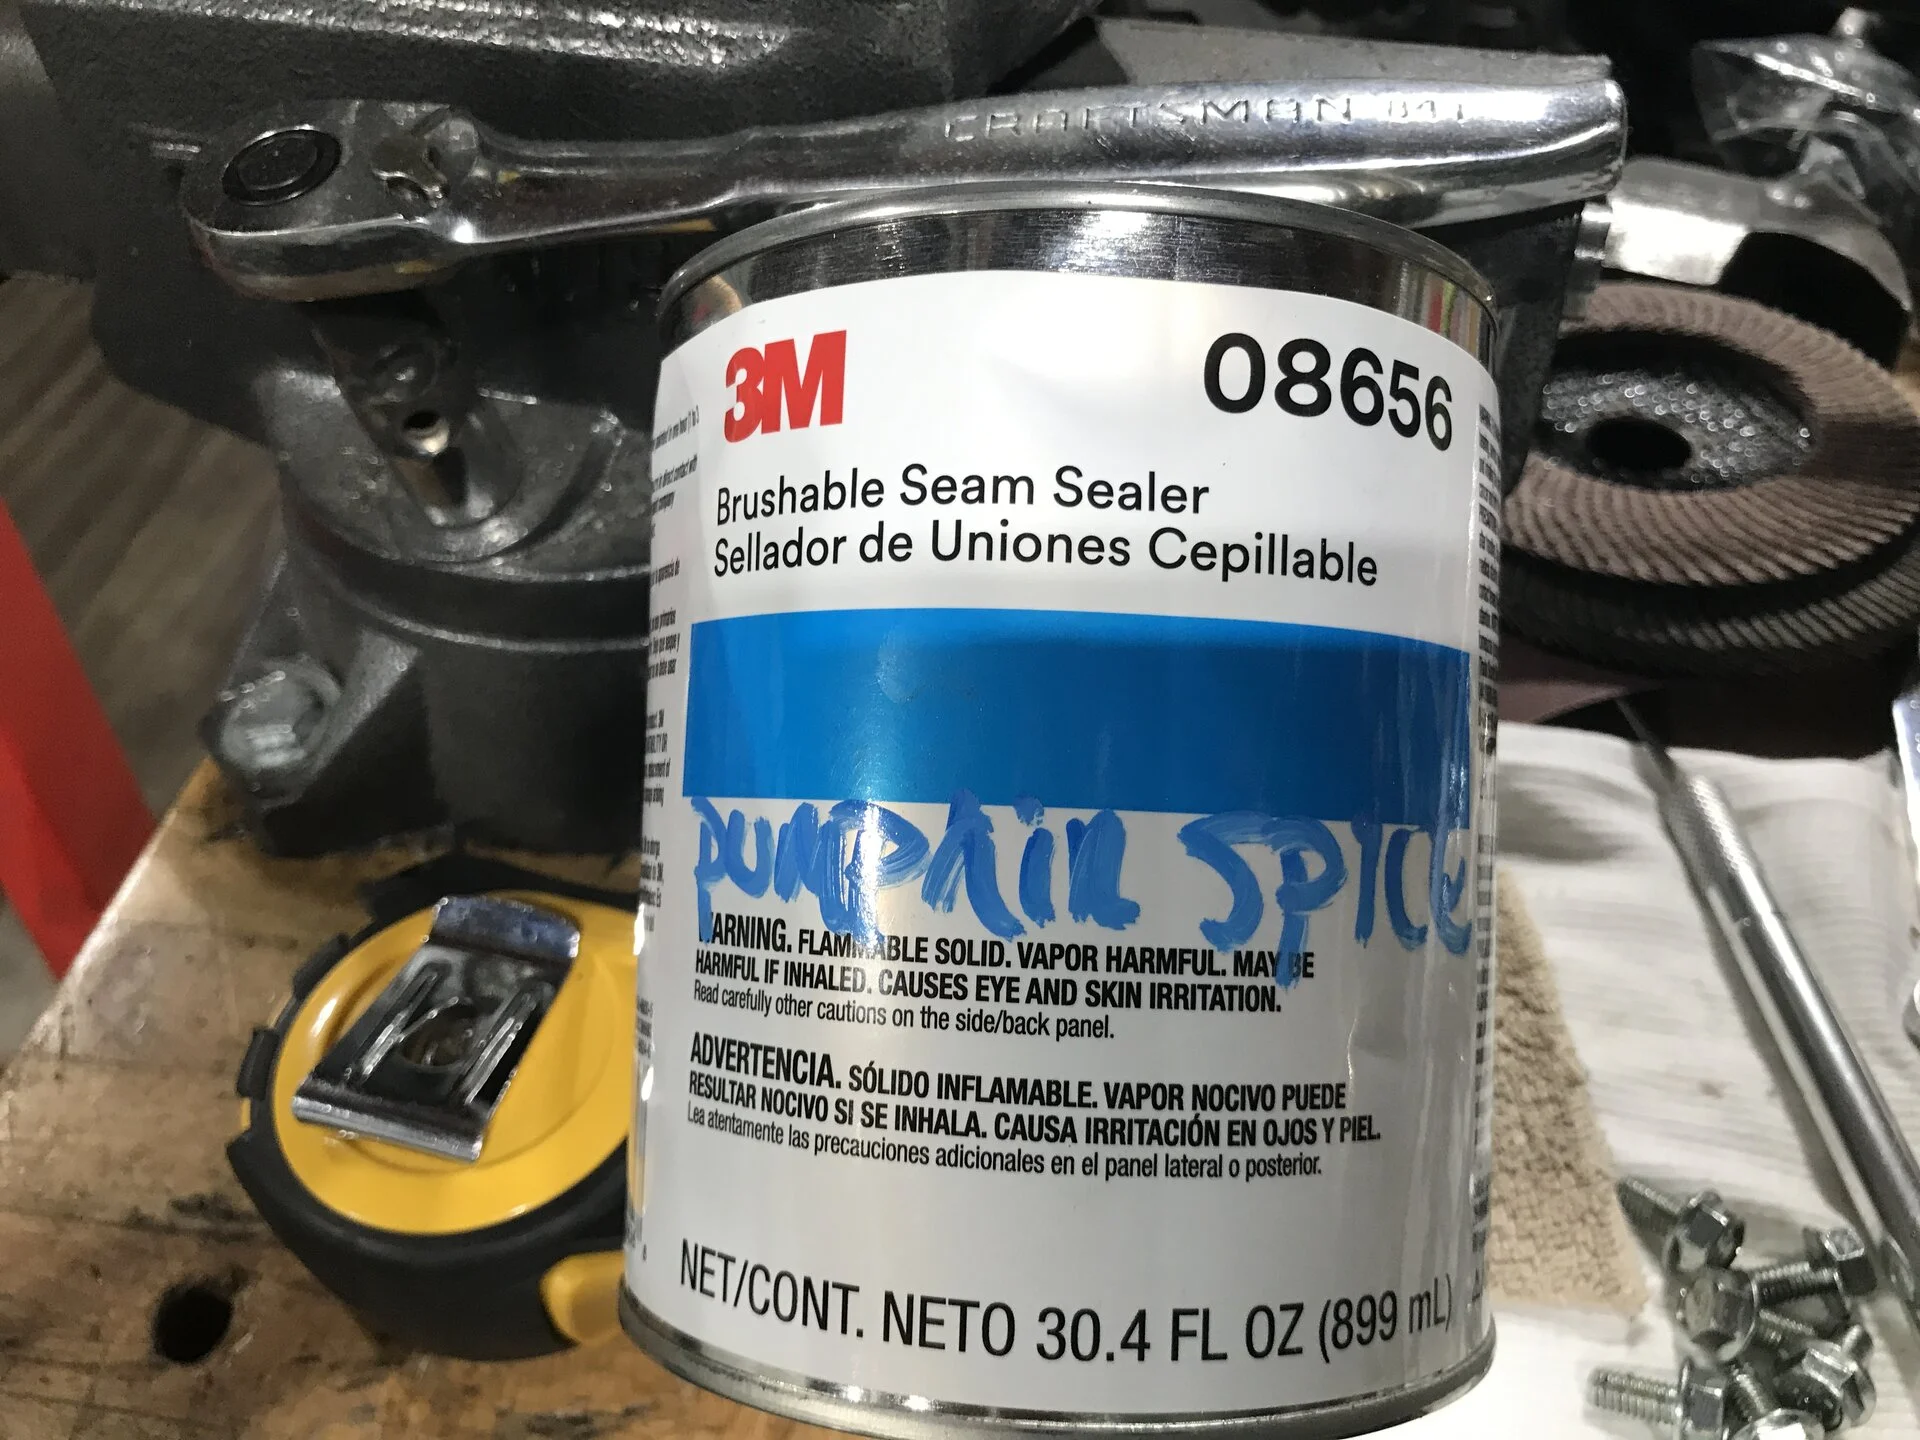 CRAFTSMAN
3M
08656
Brushable Seam Sealer
Sellador de Uniones Cepillable
PUMPkin SPICE
WARNING. FLAMMABLE SOLID. VAPOR HARMFUL. MAY BE
HARMFUL IF INHALED. CAUSES EYE AND SKIN IRRITATION.
Read carefully other cautions on the side/back panel.
ADVERTENCIA. SÓLIDO INFLAMABLE. VAPOR NOCIVO PUEDE
RESULTAR NOCIVO SI SE INHALA. CAUSA IRRITACIÓN EN OJOS Y PIEL.
Lea atentamente las precauciones adicionales en el panel lateral o posterior.
NET/CONT. NETO 30.4 FL OZ (899 mL)